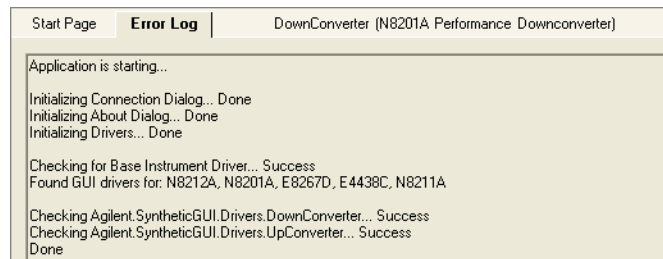 Start Page Error Log DownConverter (N8201A Performance Downconverter)
Application is starting...
Initializing Connection Dialog... Done
Initializing About Dialog... Done
Initializing Drivers... Done
Checking for Base Instrument Driver... Success
Found GUI drivers for: N8212A, N8201A, E8267D, E4438C, N8211A
Checking Agilent.SyntheticGUI.Drivers.DownConverter... Success
Checking Agilent.SyntheticGUI.Drivers.UpConverter... Success
Done